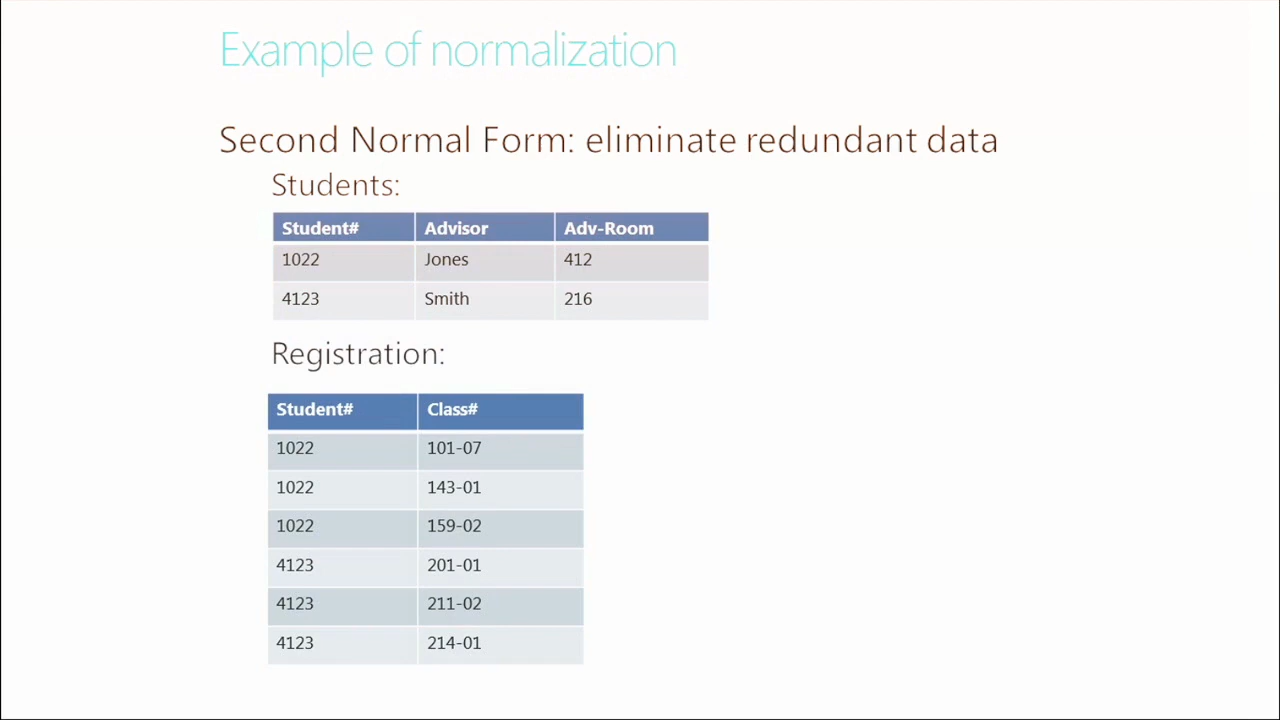 Example of normalization
Second Normal Form: eliminate redundant data
Students:
Student# Advisor Adv-Room
1022 Jones 412
4123 Smith 216
Registration:
Student# Class#
1022 101-07
1022 143-01
1022 159-02
4123 201-01
4123 211-02
4123 214-01